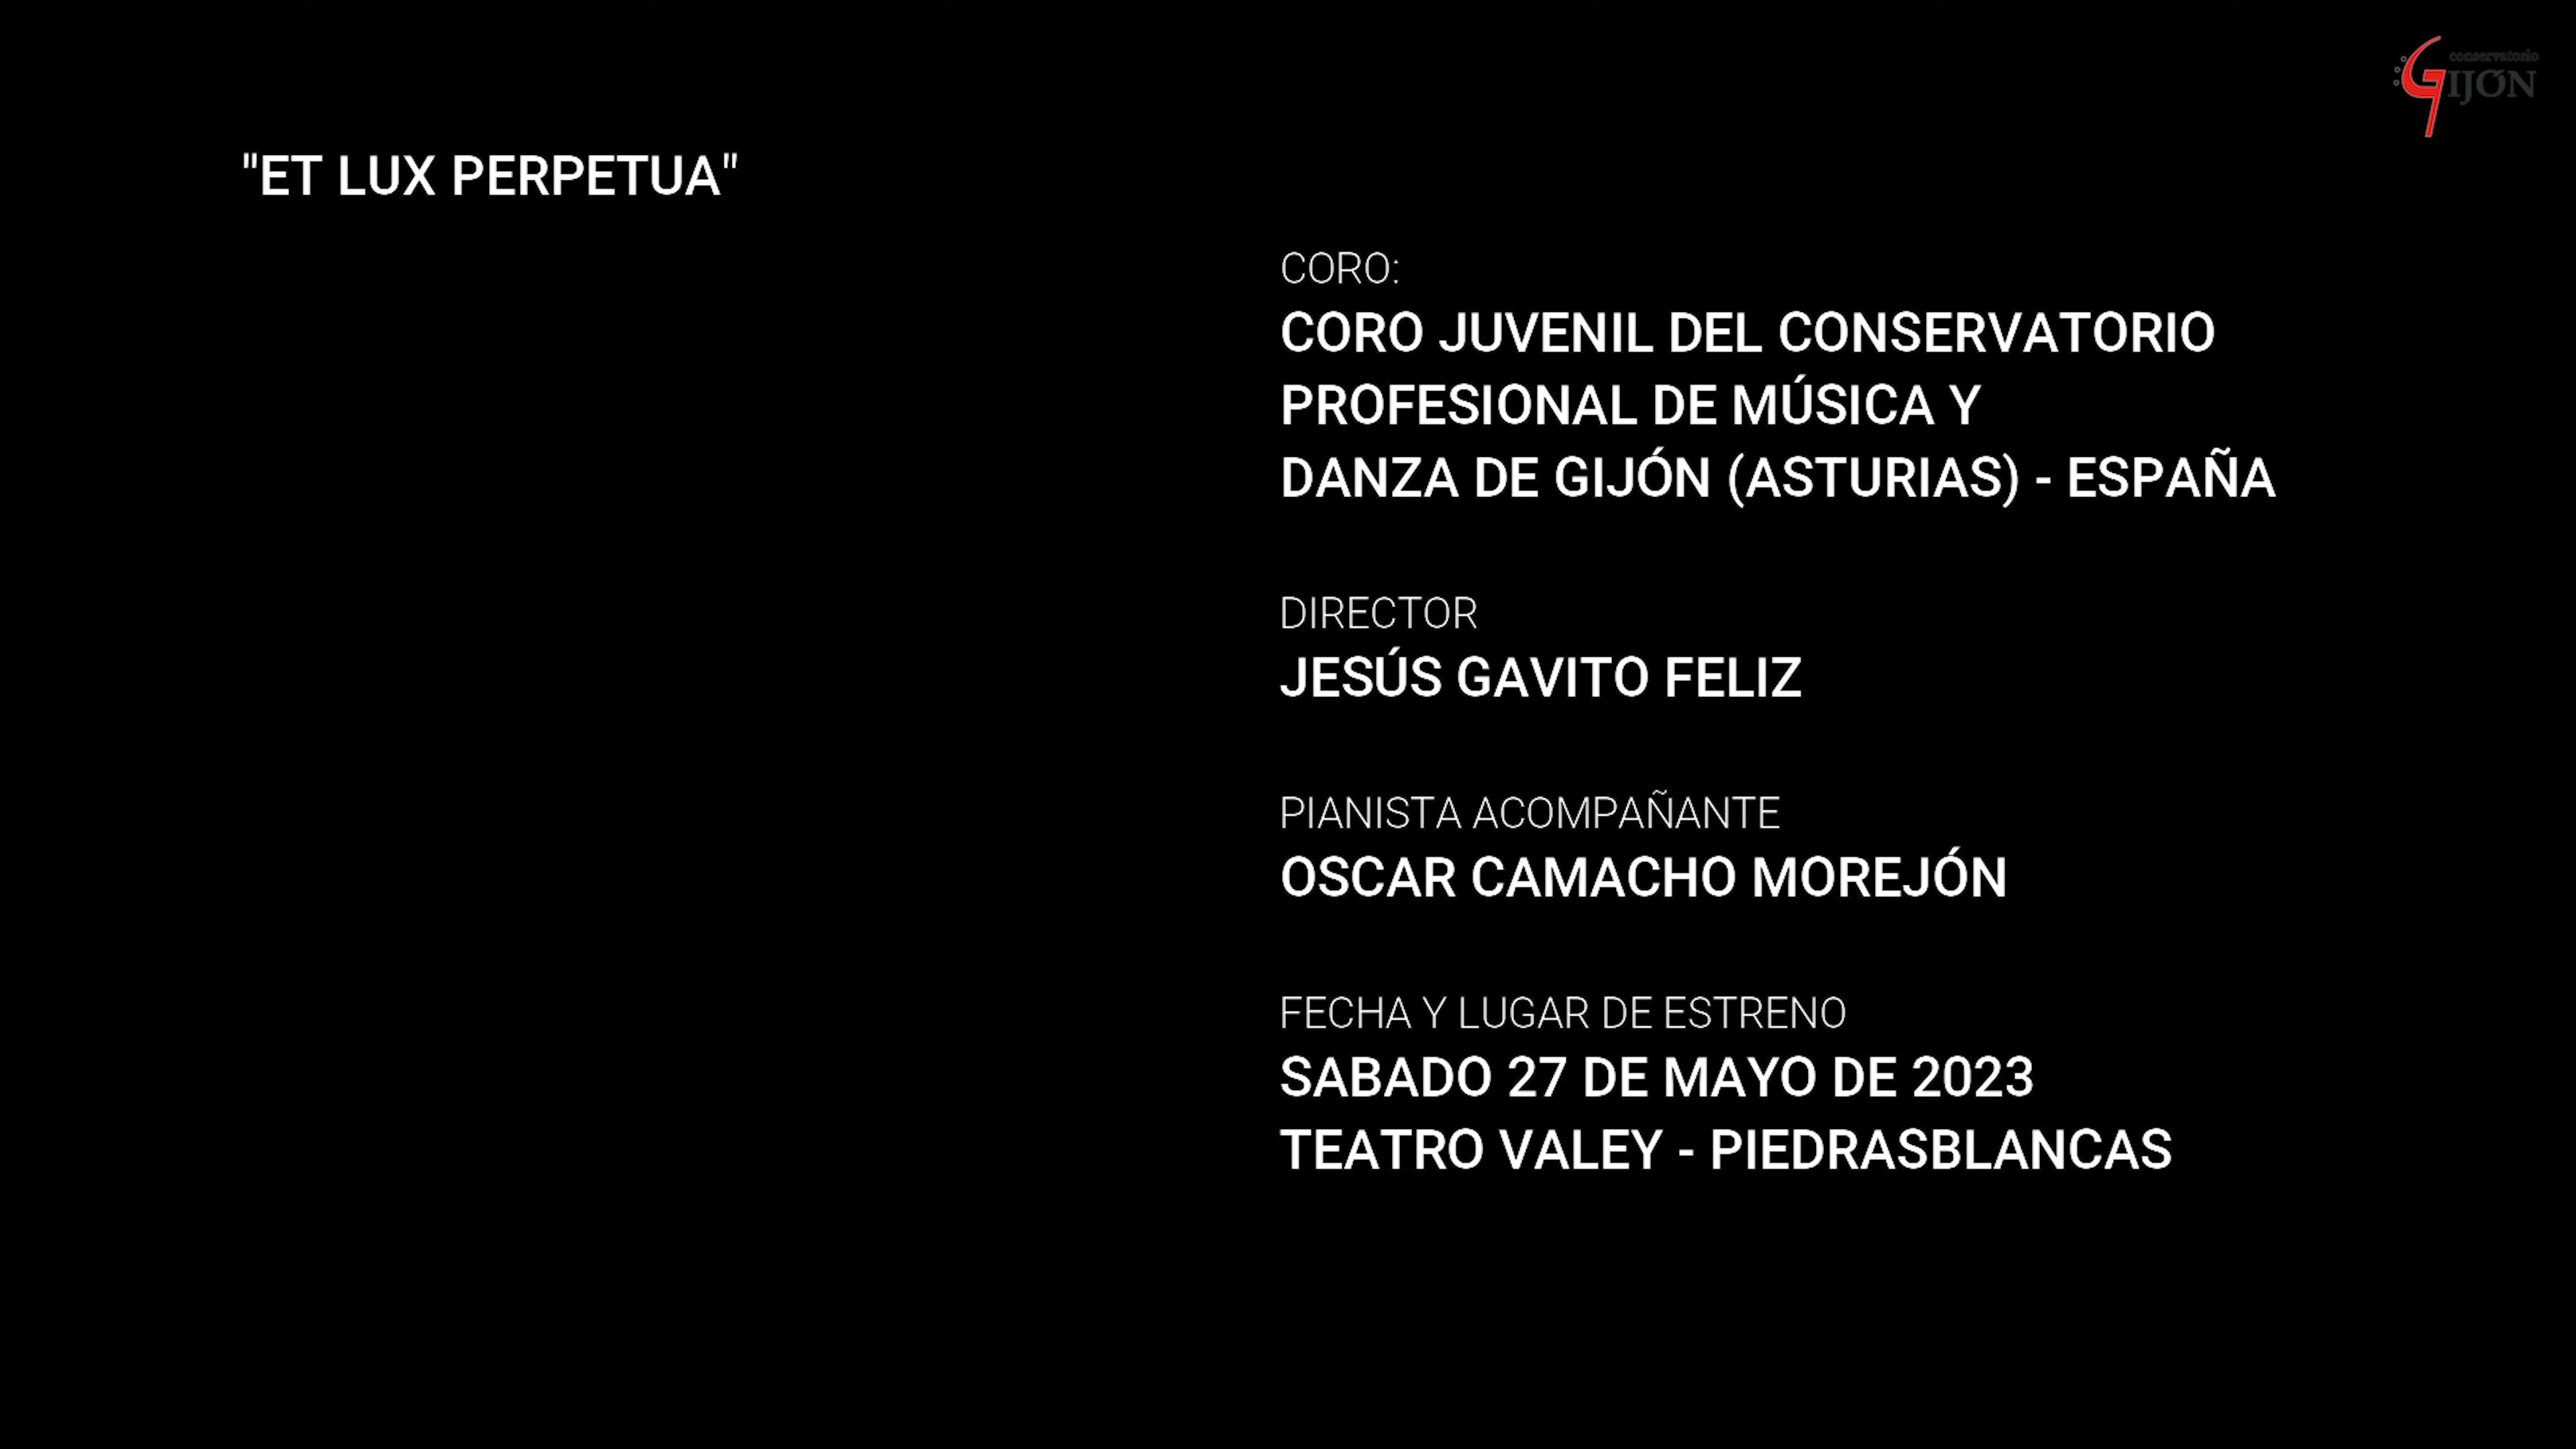 conservatorio
GIJÓN
"ET LUX PERPETUA"
CORO:
CORO JUVENIL DEL CONSERVATORIO
PROFESIONAL DE MÚSICA Y
DANZA DE GIJÓN (ASTURIAS) - ESPAÑA
DIRECTOR
JESÚS GAVITO FELIZ
PIANISTA ACOMPAÑANTE
OSCAR CAMACHO MOREJÓN
FECHA Y LUGAR DE ESTRENO
SABADO 27 DE MAYO DE 2023
TEATRO VALEY - PIEDRASBLANCAS